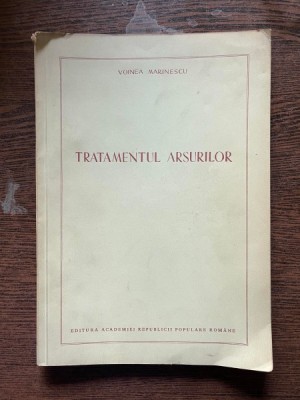 VOINEA MARINESCU
TRATAMENTUL ARSURILOR
EDITURA ACADEMIEI REPUBLICII POPULARE ROMÂNE